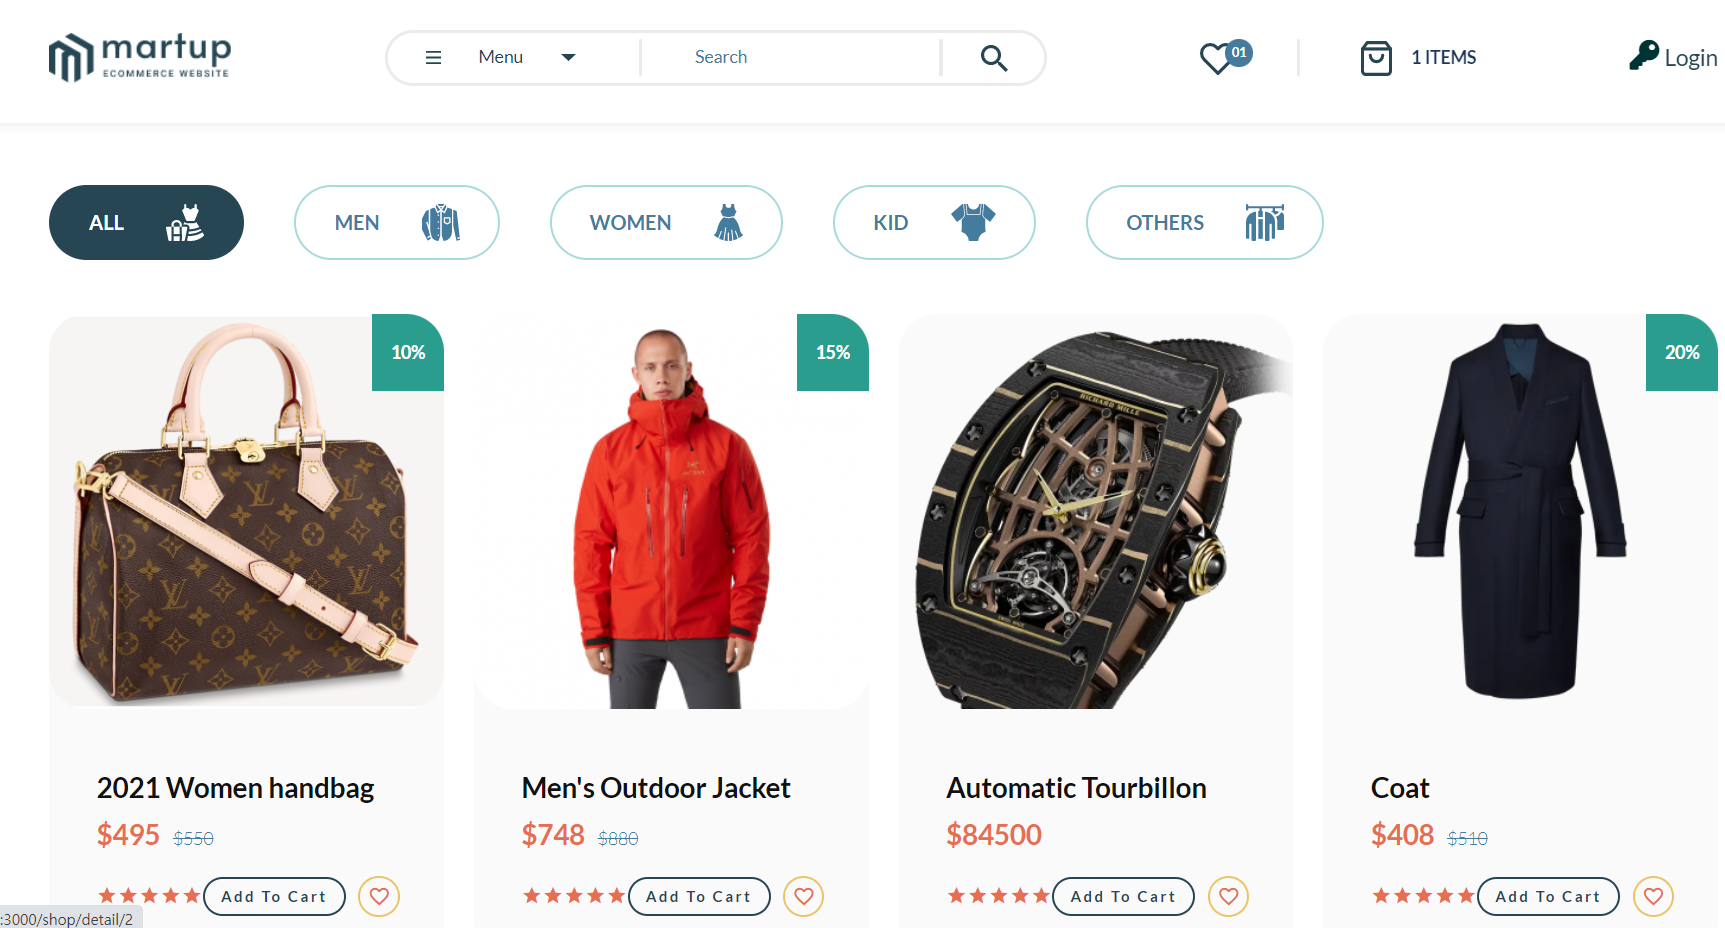 martup
ECOMMERCE WEBSITE
Menu
Search
01
1 ITEMS
Login
ALL
MEN
WOMEN
KID
OTHERS
10%
15%
RICHARD MILLE
20%
2021 Women handbag
$495 $550
Add To Cart
Men's Outdoor Jacket
$748 $880
Add To Cart
Automatic Tourbillon
$84500
Add To Cart
Coat
$408 $510
Add To Cart
:3000/shop/detail/2